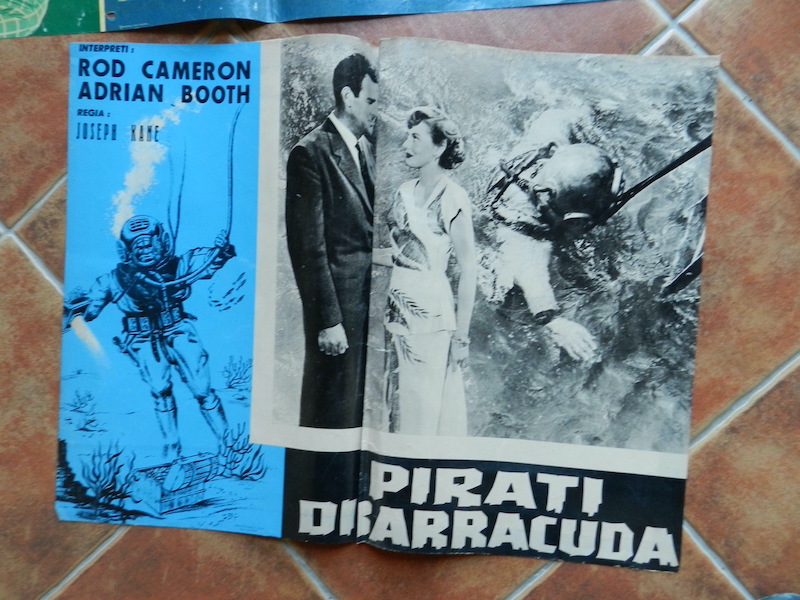 INTERPRETI :
ROD CAMERON
ADRIAN BOOTH
REGIA :
JOSEPH KANE
PIRATI
DI BARRACUDA